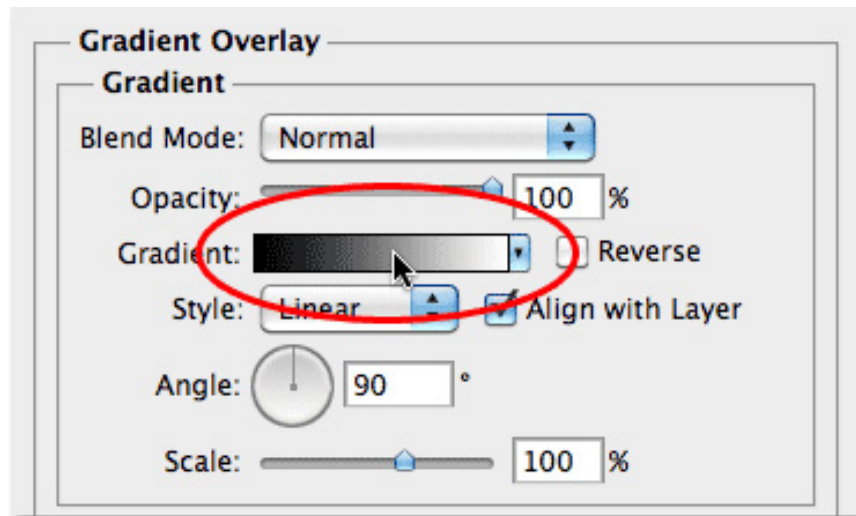 Gradient Overlay
Gradient
Blend Mode: Normal
Opacity: 100 %
Gradient: Reverse
Style: Linear Align with Layer
Angle: 90 °
Scale: 100 %